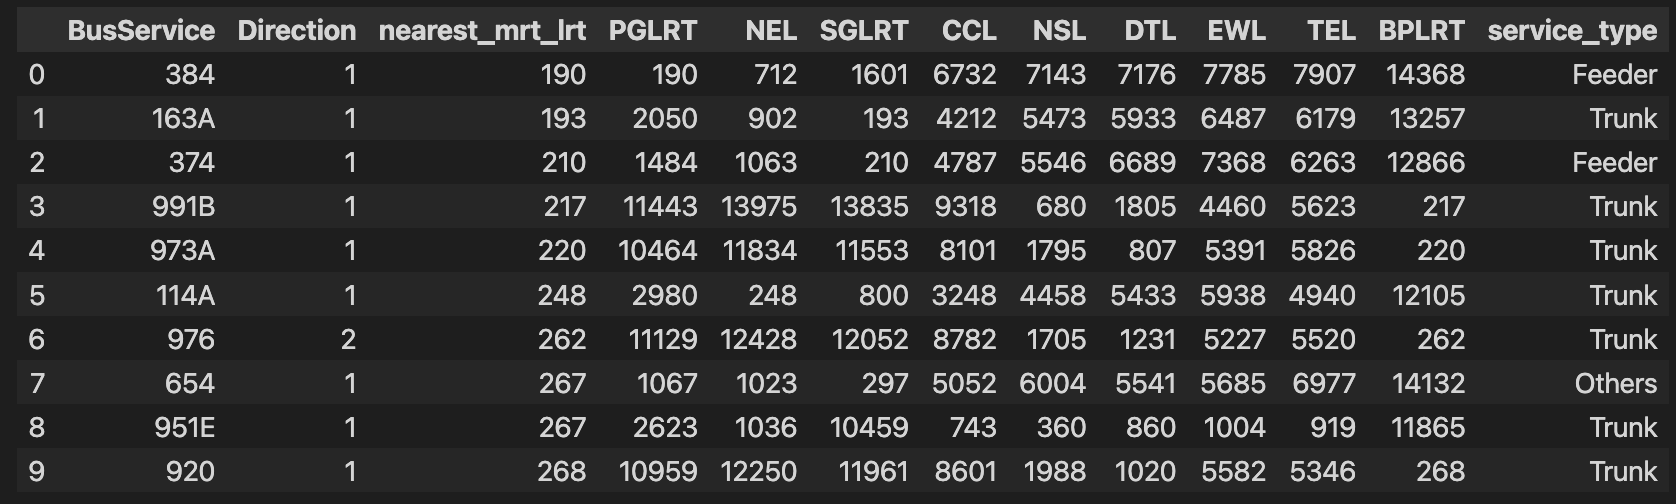 BusService Direction nearest_mrt_lrt PGLRT NEL SGLRT CCL NSL DTL EWL TEL BPLRT service_type
0 384 1 190 190 712 1601 6732 7143 7176 7785 7907 14368 Feeder
1 163A 1 193 2050 902 193 4212 5473 5933 6487 6179 13257 Trunk
2 374 1 210 1484 1063 210 4787 5546 6689 7368 6263 12866 Feeder
3 991B 1 217 11443 13975 13835 9318 680 1805 4460 5623 217 Trunk
4 973A 1 220 10464 11834 11553 8101 1795 807 5391 5826 220 Trunk
5 114A 1 248 2980 248 800 3248 4458 5433 5938 4940 12105 Trunk
6 976 2 262 11129 12428 12052 8782 1705 1231 5227 5520 262 Trunk
7 654 1 267 1067 1023 297 5052 6004 5541 5685 6977 14132 Others
8 951E 1 267 2623 1036 10459 743 360 860 1004 919 11865 Trunk
9 920 1 268 10959 12250 11961 8601 1988 1020 5582 5346 268 Trunk